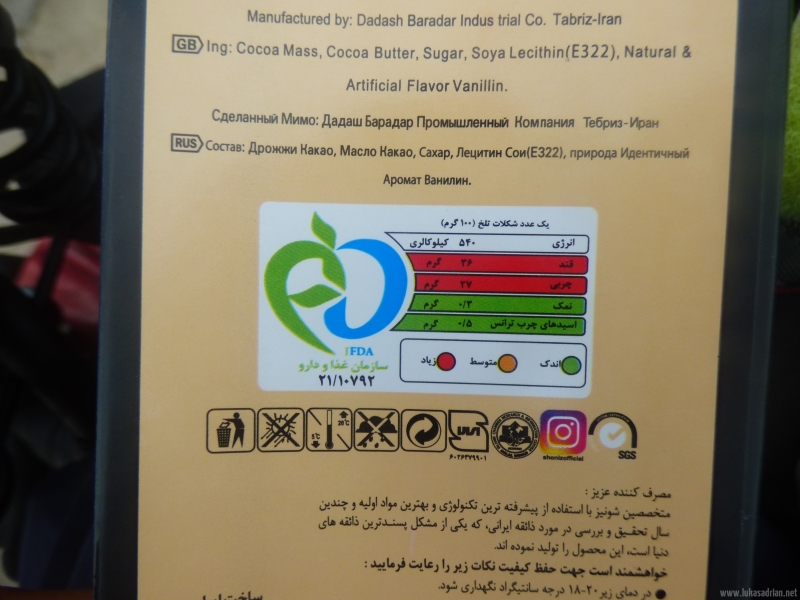 Manufactured by: Dadash Baradar Indus trial Co. Tabriz-Iran
GB Ing: Cocoa Mass, Cocoa Butter, Sugar, Soya Lecithin(E322), Natural &
Artificial Flavor Vanillin.
Сделанный Мимо: Дадаш Барадар Промышленный Компания Тебриз-Иран
RUS Состав: Дрожжи Какао, Масло Какао, Сахар, Лецитин Сои(E322), природа Идентичный
Аромат Ванилин.
یک عدد شکلات تلخ (۱۰۰ گرم)
انرژی ۵۴۰ کیلوکالری
قند ۳۶ گرم
چربی ۲۷ گرم
نمک ۰/۳ گرم
اسیدهای چرب ترانس ۰/۵ گرم
اندک متوسط زیاد
IFDA
سازمان غذا و دارو
۲۱/۱۰۷۹۲
5°C 20°C
۶۰۲۶۳۷۹۹۰۱
shonizofficial
SGS
مصرف کننده عزیز :
متخصصین شونیز با استفاده از پیشرفته ترین تکنولوژی و بهترین مواد اولیه و چندین
سال تحقیق و بررسی در مورد ذائقه ایرانی، که یکی از مشکل پسندترین ذائقه های
دنیا است، این محصول را تولید نموده اند.
خواهشمند است جهت حفظ کیفیت نکات زیر را رعایت فرمایید :
● در دمای زیر ۲۰-۱۸ درجه سانتیگراد نگهداری شود.
www.lukasadrian.net